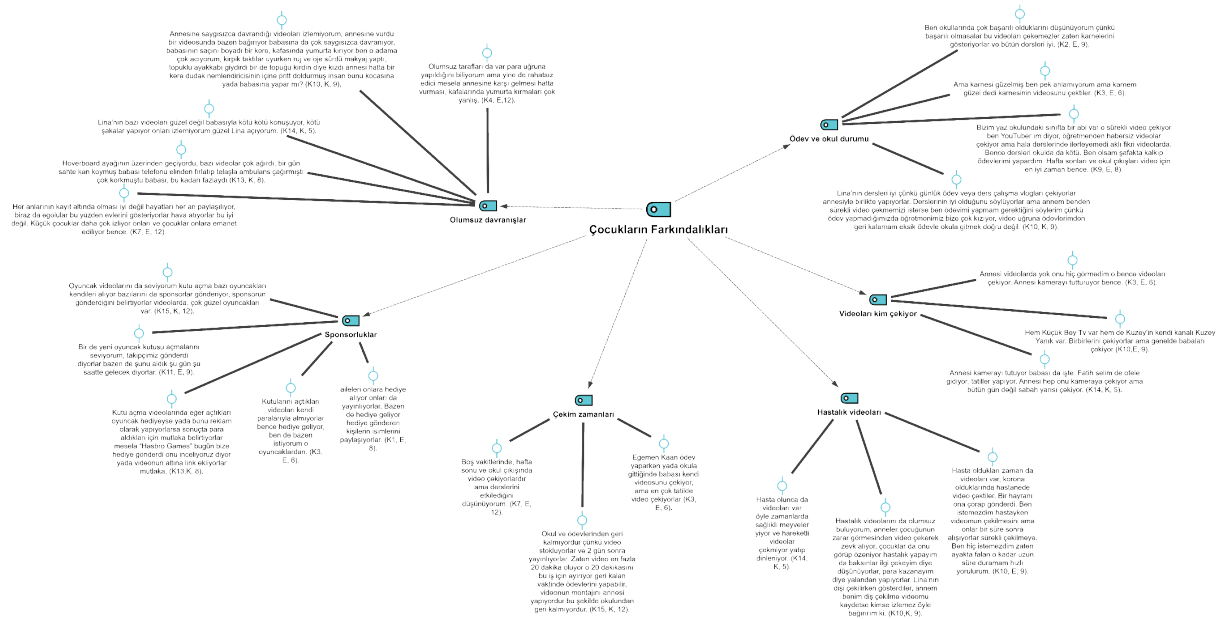 Annesine saygısızca davrandığı videoları izlemiyorum, annesine vurdu
bir videosunda bazen bağırıyor babasına da çok saygısızca davranıyor,
babasının saçını boyadı bir kere, kafasında yumurta kırıyor ben o adama
çok acıyorum, kirpik taktılar uyurken ruj ve oje sürdü makyaj yaptı,
topuklu ayakkabı giydirdi bir de topuğu kırdın diye kızdı annesi hatta bir
kere dudak nemlendiricisinin içine pritt doldurmuş insan bunu kocasına
yada babasına yapar mı? (K13, K, 9).
Olumsuz tarafları da var para uğruna
yapıldığını biliyorum ama yine de rahatsız
edici mesela annesine karşı gelmesi hatta
vurması, kafalarında yumurta kırmaları çok
yanlış. (K4, E,12).
Lina'nın bazı videoları güzel değil babasıyla kötü kötü konuşuyor, kötü
şakalar yapıyor onları izlemiyorum güzel Lina açıyorum. (K14, K, 5).
Hoverboard ayağının üzerinden geçiyordu, bazı videolar çok ağırdı, bir gün
sahte kan koymuş babası telefonu elinden fırlatıp telaşla ambulans çağırmıştı
çok korkmuştu babası, bu kadarı fazlaydı (K13, K, 8).
Her anlarının kayıt altında olması iyi değil hayatları her an paylaşılıyor,
biraz da egolular bu yüzden evlerini gösteriyorlar hava atıyorlar bu iyi
değil. Küçük çocuklar daha çok izliyor onları ve çocuklar onlara emanet
ediliyor bence. (K7, E, 12)
Olumsuz davranışlar
Çocukların Farkındalıkları
Ben okullarında çok başarılı olduklarını düşünüyorum çünkü
başarılı olmasalar bu videoları çekemezler zaten karnelerini
gösteriyorlar ve bütün dersleri iyi. (K2, E, 9).
Ama karnesi güzelmiş ben pek anlamıyorum ama karnem
güzel dedi karnesinin videosunu çektiler. (K3, E, 6)
Ödev ve okul durumu
Bizim yaz okulundaki sınıfta bir abi var o sürekli video çekiyor
ben YouTuber ım diyor, öğretmenden habersiz videolar
çekiyor ama hala derslerinde ilerleyemedi aklı fikri videolarda.
Bence dersleri okulda da kötü. Ben olsam şafakta kalkıp
ödevlerimi yapardım. Hafta sonları ve okul çıkışları video için
en iyi zaman bence. (K9, E, 8).
Lina'nın dersleri iyi çünkü günlük ödev veya ders çalışma vlogları çekiyorlar
annesiyle birlikte yapıyorlar. Derslerinin iyi olduğunu söylüyorlar ama annem benden
sürekli video çekmemizi isterse ben ödevimi yapmam gerektiğini söylerim çünkü
ödev yapmadığımızda öğretmenimiz bize çok kızıyor, video uğruna ödevlerimden
geri kalamam eksik ödevle okula gitmek doğru değil. (K10, K, 9).
Annesi videolarda yok onu hiç görmedim o bence videoları
çekiyor. Annesi kamerayı tutturuyor bence. (K3, E, 6)
Videoları kim çekiyor
Hem Küçük Bey Tv var hem de Kuzey'in kendi kanalı Kuzey
Yanık var. Birbirlerini çekiyorlar ama genelde babaları
çekiyor (K10,E, 9)
Annesi kamerayı tutuyor babası da işte. Fatih selim de otele
gidiyor, tatiller yapıyor. Annesi hep onu kameraya çekiyor ama
bütün gün değil sabah yarısı çekiyor. (K14, K, 5).
Oyuncak videolarını da seviyorum kutu açma bazı oyuncakları
kendileri alıyor bazılarını da sponsorlar gönderiyor, sponsorun
gönderdiğini belirtiyorlar videolarda, çok güzel oyuncakları
var. (K15, K, 12).
Sponsorluklar
Bir de yeni oyuncak kutusu açmalarını
seviyorum, takipçimiz gönderdi
diyorlar bazen de şunu aldık şu gün şu
saatte gelecek diyorlar. (K11, E, 9).
Kutu açma videolarında eğer açtıkları
oyuncak hediyeyse yada bunu reklam
olarak yapıyorlarsa sonuçta para
aldıkları için mutlaka belirtiyorlar
mesela "Hasbro Games" bugün bize
hediye gönderdi onu inceliyoruz diyor
yada videonun altına link ekliyorlar
mutlaka. (K13,K, 8).
Kutularını açtıkları
videoları kendi
paralarıyla almıyorlar
bence hediye geliyor,
ben de bazen
istiyorum o
oyuncaklardan. (K3,
E, 6)
aileleri onlara hediye
alıyor onları da
yayınlıyorlar. Bazen
de hediye geliyor
hediye gönderen
kişilerin isimlerini
paylaşıyorlar. (K1, E,
8).
Çekim zamanları
Boş vakitlerinde, hafta
sonu ve okul çıkışında
video çekiyorlardır
ama derslerini
etkilediğini
düşünüyorum. (K7, E,
12).
Okul ve ödevlerinden geri
kalmıyordur çünkü video
stokluyorlar ve 2 gün sonra
yayınlıyorlar. Zaten video en fazla
20 dakika oluyor o 20 dakikasını
bu iş için ayırıyor geri kalan
vaktinde ödevlerini yapabilir,
videonun montajını annesi
yapıyordur bu şekilde okulundan
geri kalmıyordur. (K15, K, 12).
Egemen Kaan ödev
yaparken yada okula
gittiğinde babası kendi
videosunu çekiyor,
ama en çok tatilde
video çekiyorlar (K3,
E, 6).
Hastalık videoları
Hasta olunca da
videoları var
öyle zamanlarda
sağlıklı meyveler
yiyor ve hareketli
videolar
çekmiyor yatıp
dinleniyor. (K14,
K, 5).
Hastalık videolarını da olumsuz
buluyorum, anneler çocuğunun
zarar görmesinden video çekerek
zevk alıyor, çocuklar da onu
görüp özeniyor hastalık yapayım
da baksınlar ilgi çekeyim diye
düşünüyorlar, para kazanayım
diye yalandan yapıyorlar. Lina'nın
dişi çekilirken gösterdiler, annem
benim diş çekilme videomu
kaydetse kimse izlemez öyle
bağırırım ki. (K10,K, 9).
Hasta oldukları zaman da
videoları var, korona
olduklarında hastanede
video çektiler. Bir hayranı
ona çorap gönderdi. Ben
istemezdim hastayken
videomun çekilmesini ama
onlar bir süre sonra
alışıyorlar sürekli çekilmeye.
Ben hiç istemezdim zaten
ayakta falan o kadar uzun
süre duramam hızlı
yorulurum. (K10, E, 9).